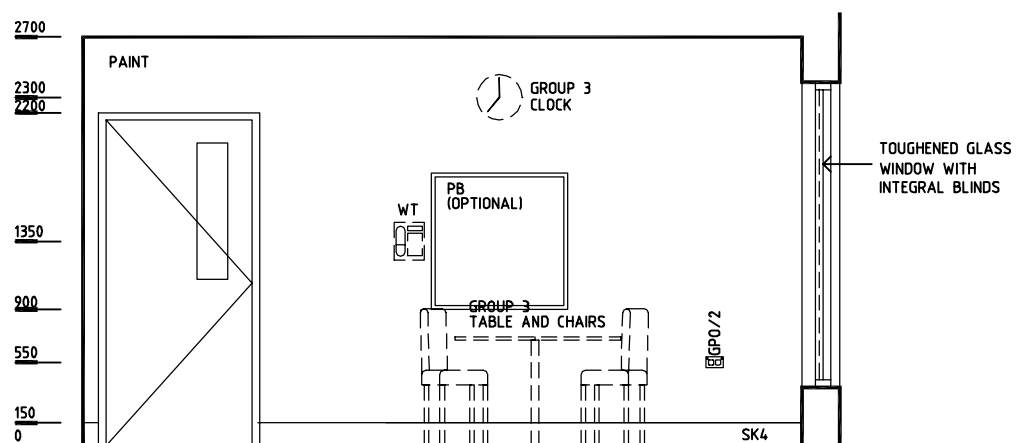 2700
PAINT
2300
2200
GROUP 3
CLOCK
TOUGHENED GLASS
WINDOW WITH
INTEGRAL BLINDS
PB
(OPTIONAL)
WT
1350
900
GROUP 3
TABLE AND CHAIRS
GPO/2
550
150
0
SK4